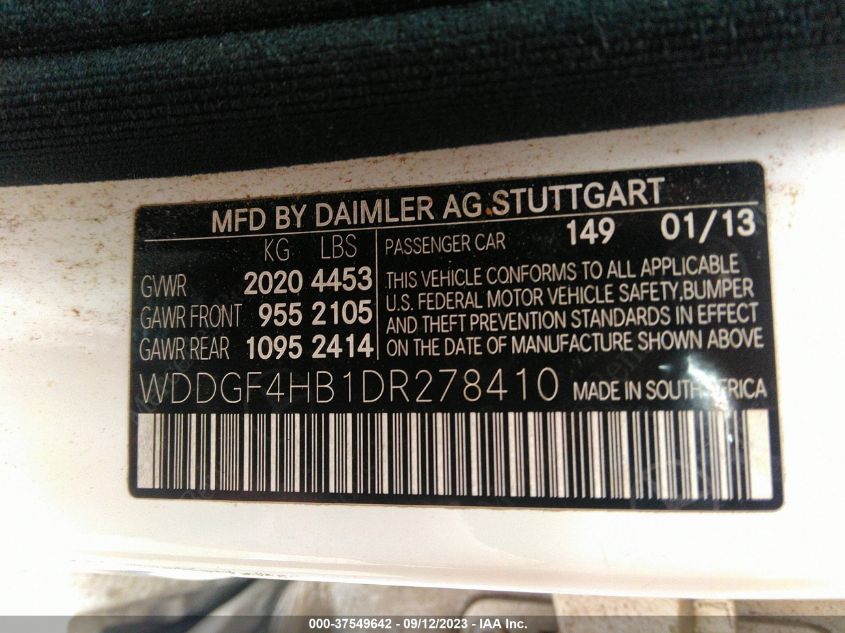 MFD BY DAIMLER AG.STUTTGART
KG LBS
GVWR 2020 4453
GAWR FRONT 955 2105
GAWR REAR 1095 2414
PASSENGER CAR 149 01/13
THIS VEHICLE CONFORMS TO ALL APPLICABLE
U.S. FEDERAL MOTOR VEHICLE SAFETY,BUMPER
AND THEFT PREVENTION STANDARDS IN EFFECT
ON THE DATE OF MANUFACTURE SHOWN ABOVE
WDDGF4HB1DR278410 MADE IN SOUTH AFRICA
000-37549642 - 09/12/2023 - IAA, Inc.